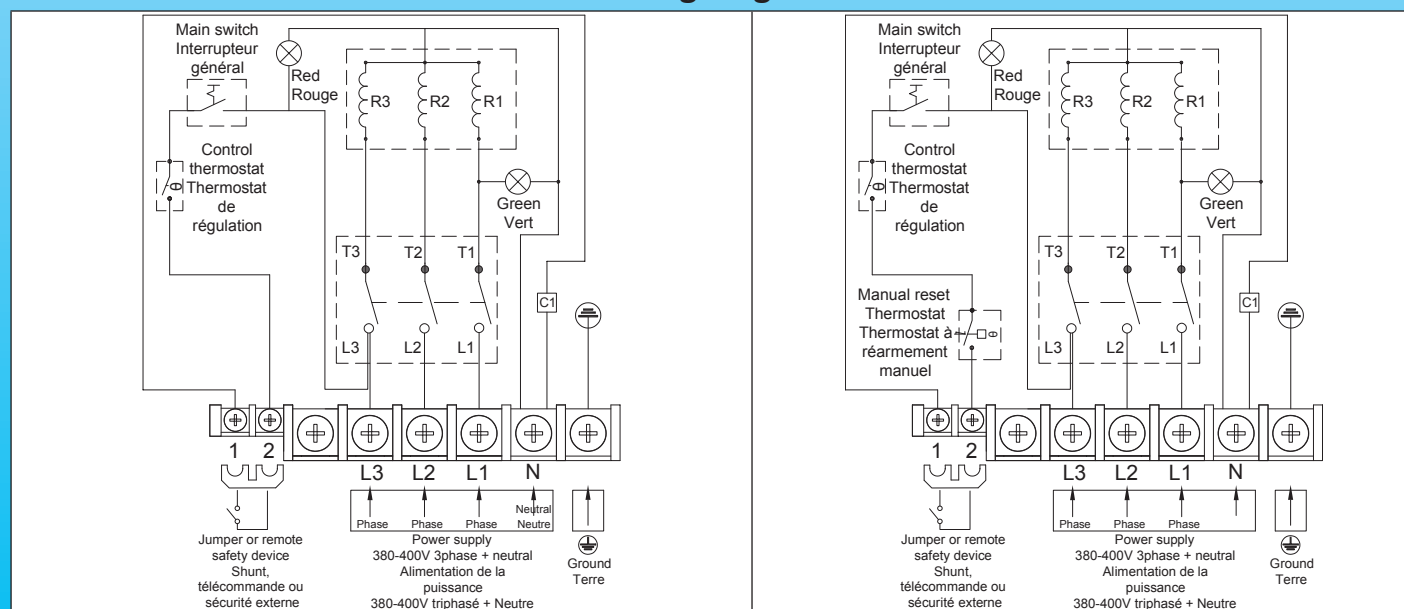 Main switch
Interrupteur
général
Red
Rouge
R3
R2
R1
Control
thermostat
Thermostat
de
régulation
θ
Green
Vert
T3
T2
T1
C1
L3
L2
L1
1
2
L3
L2
L1
N
Phase
Phase
Phase
Neutral
Neutre
Jumper or remote
safety device
Shunt,
télécommande ou
sécurité externe
Power supply
380-400V 3phase + neutral
Alimentation de la
puissance
380-400V triphasé + Neutre
Ground
Terre
Main switch
Interrupteur
général
Red
Rouge
R3
R2
R1
Control
thermostat
Thermostat
de
régulation
θ
Green
Vert
T3
T2
T1
Manual reset
Thermostat
Thermostat à
réarmement
manuel
θ
C1
L3
L2
L1
1
2
L3
L2
L1
N
Phase
Phase
Phase
Jumper or remote
safety device
Shunt,
télécommande ou
sécurité externe
Power supply
380-400V 3phase + neutral
Alimentation de la
puissance
380-400V triphasé + Neutre
Ground
Terre